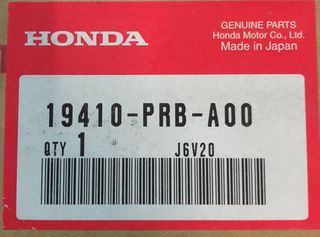 HONDA
GENUINE PARTS
Honda Motor Co., Ltd.
Made in Japan
19410-PRB-A00
QTY 1 J6V20